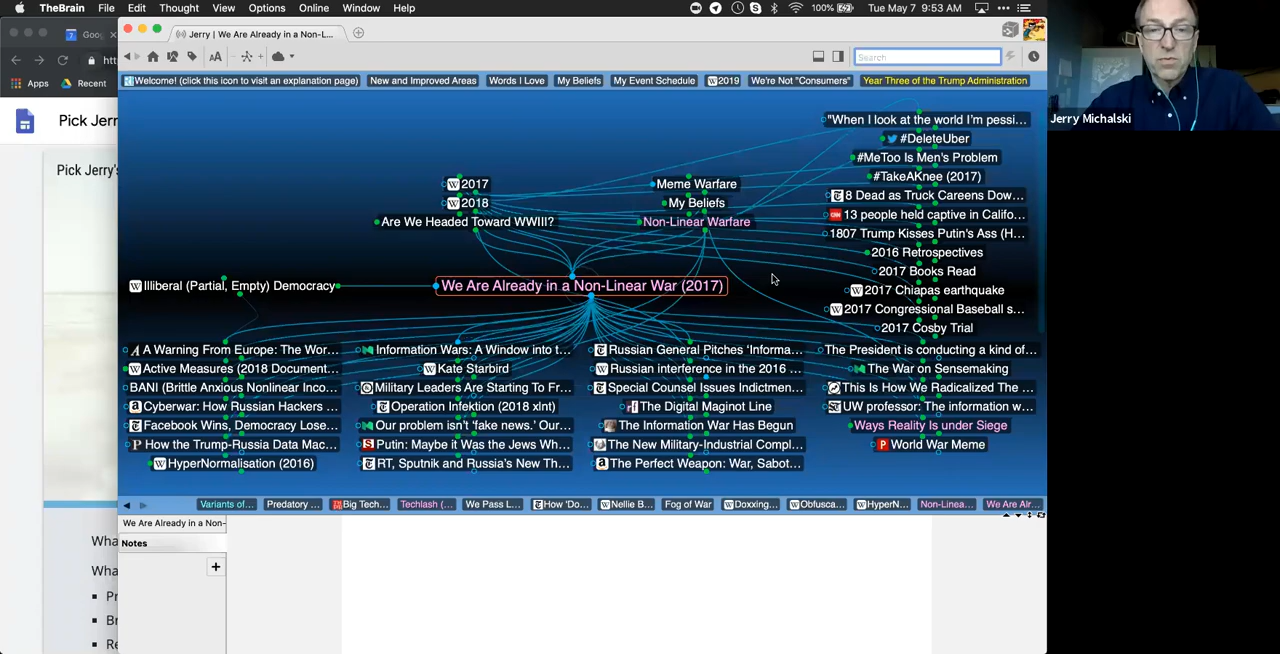 TheBrain File Edit Thought View Options Online Window Help 100% Tue May 7 9:53 AM
Jerry | We Are Already in a Non-L...
Goo
htt
Apps Recent
AA
Search
Welcome! (click this icon to visit an explanation page) New and Improved Areas Words I Love My Beliefs My Event Schedule 2019 We're Not "Consumers" Year Three of the Trump Administration
Pick Jerr
Pick Jerry's
Jerry Michalski
2017
2018
Are We Headed Toward WWIII?
Meme Warfare
My Beliefs
Non-Linear Warfare
"When I look at the world I'm pessi...
#DeleteUber
#MeToo Is Men's Problem
#TakeAKnee (2017)
8 Dead as Truck Careens Dow...
13 people held captive in Califo...
1807 Trump Kisses Putin's Ass (H...
2016 Retrospectives
2017 Books Read
2017 Chiapas earthquake
2017 Congressional Baseball s...
2017 Cosby Trial
Illiberal (Partial, Empty) Democracy
We Are Already in a Non-Linear War (2017)
A Warning From Europe: The Wor...
Active Measures (2018 Document...
BANI (Brittle Anxious Nonlinear Inco...
Cyberwar: How Russian Hackers ...
Facebook Wins, Democracy Lose...
How the Trump-Russia Data Mac...
HyperNormalisation (2016)
Information Wars: A Window into t...
Kate Starbird
Military Leaders Are Starting To Fr...
Operation Infektion (2018 xlnt)
Our problem isn't 'fake news.' Our...
Putin: Maybe it Was the Jews Wh...
RT, Sputnik and Russia's New Th...
Russian General Pitches 'Informa...
Russian interference in the 2016 ...
Special Counsel Issues Indictmen...
The Digital Maginot Line
The Information War Has Begun
The New Military-Industrial Compl...
The Perfect Weapon: War, Sabot...
The President is conducting a kind of...
The War on Sensemaking
This Is How We Radicalized The ...
UW professor: The information w...
Ways Reality Is under Siege
World War Meme
Variants of... Predatory ... Big Tech... Techlash (... We Pass L... How 'Do... Nellie B... Fog of War Doxxing... Obfusca... HyperN... Non-Linea... We Are Alr...
We Are Already in a Non-
Notes
+
Wha
Wha
Pr
Br
Re